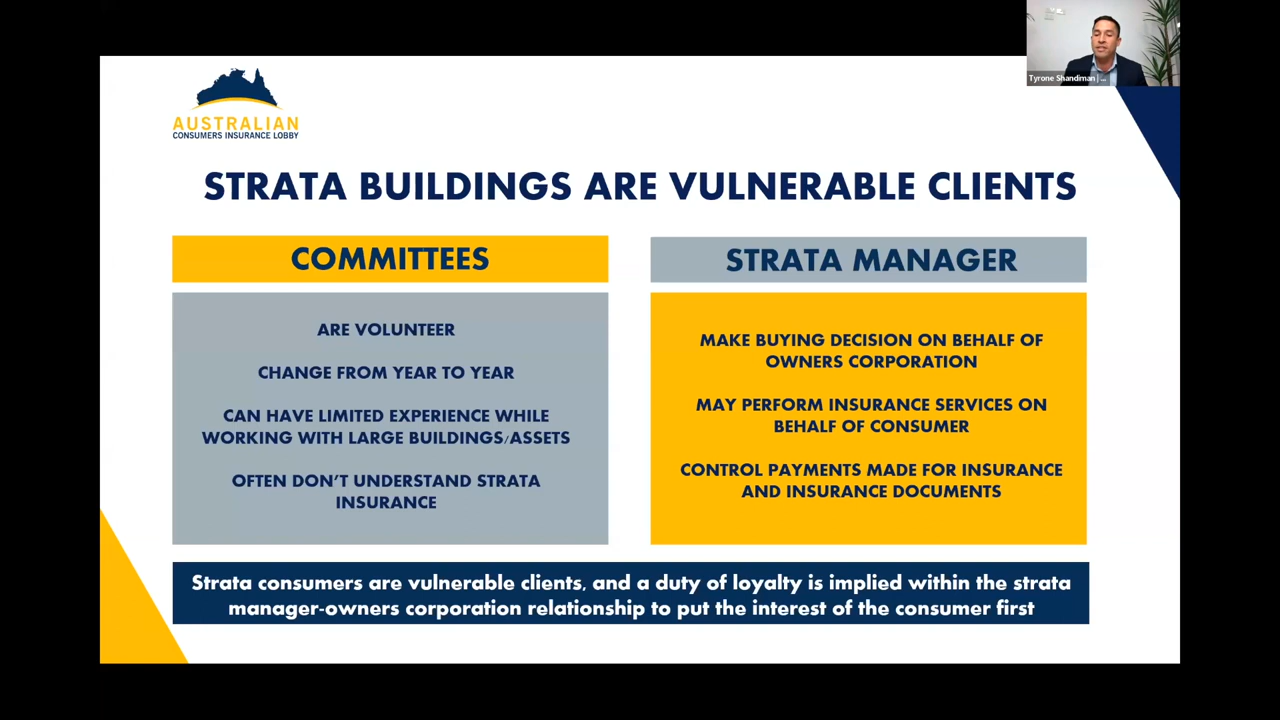 Tyrone Shandiman | ...
AUSTRALIAN
CONSUMERS INSURANCE LOBBY
STRATA BUILDINGS ARE VULNERABLE CLIENTS
COMMITTEES
ARE VOLUNTEER
CHANGE FROM YEAR TO YEAR
CAN HAVE LIMITED EXPERIENCE WHILE
WORKING WITH LARGE BUILDINGS/ASSETS
OFTEN DON'T UNDERSTAND STRATA
INSURANCE
STRATA MANAGER
MAKE BUYING DECISION ON BEHALF OF
OWNERS CORPORATION
MAY PERFORM INSURANCE SERVICES ON
BEHALF OF CONSUMER
CONTROL PAYMENTS MADE FOR INSURANCE
AND INSURANCE DOCUMENTS
Strata consumers are vulnerable clients, and a duty of loyalty is implied within the strata
manager-owners corporation relationship to put the interest of the consumer first